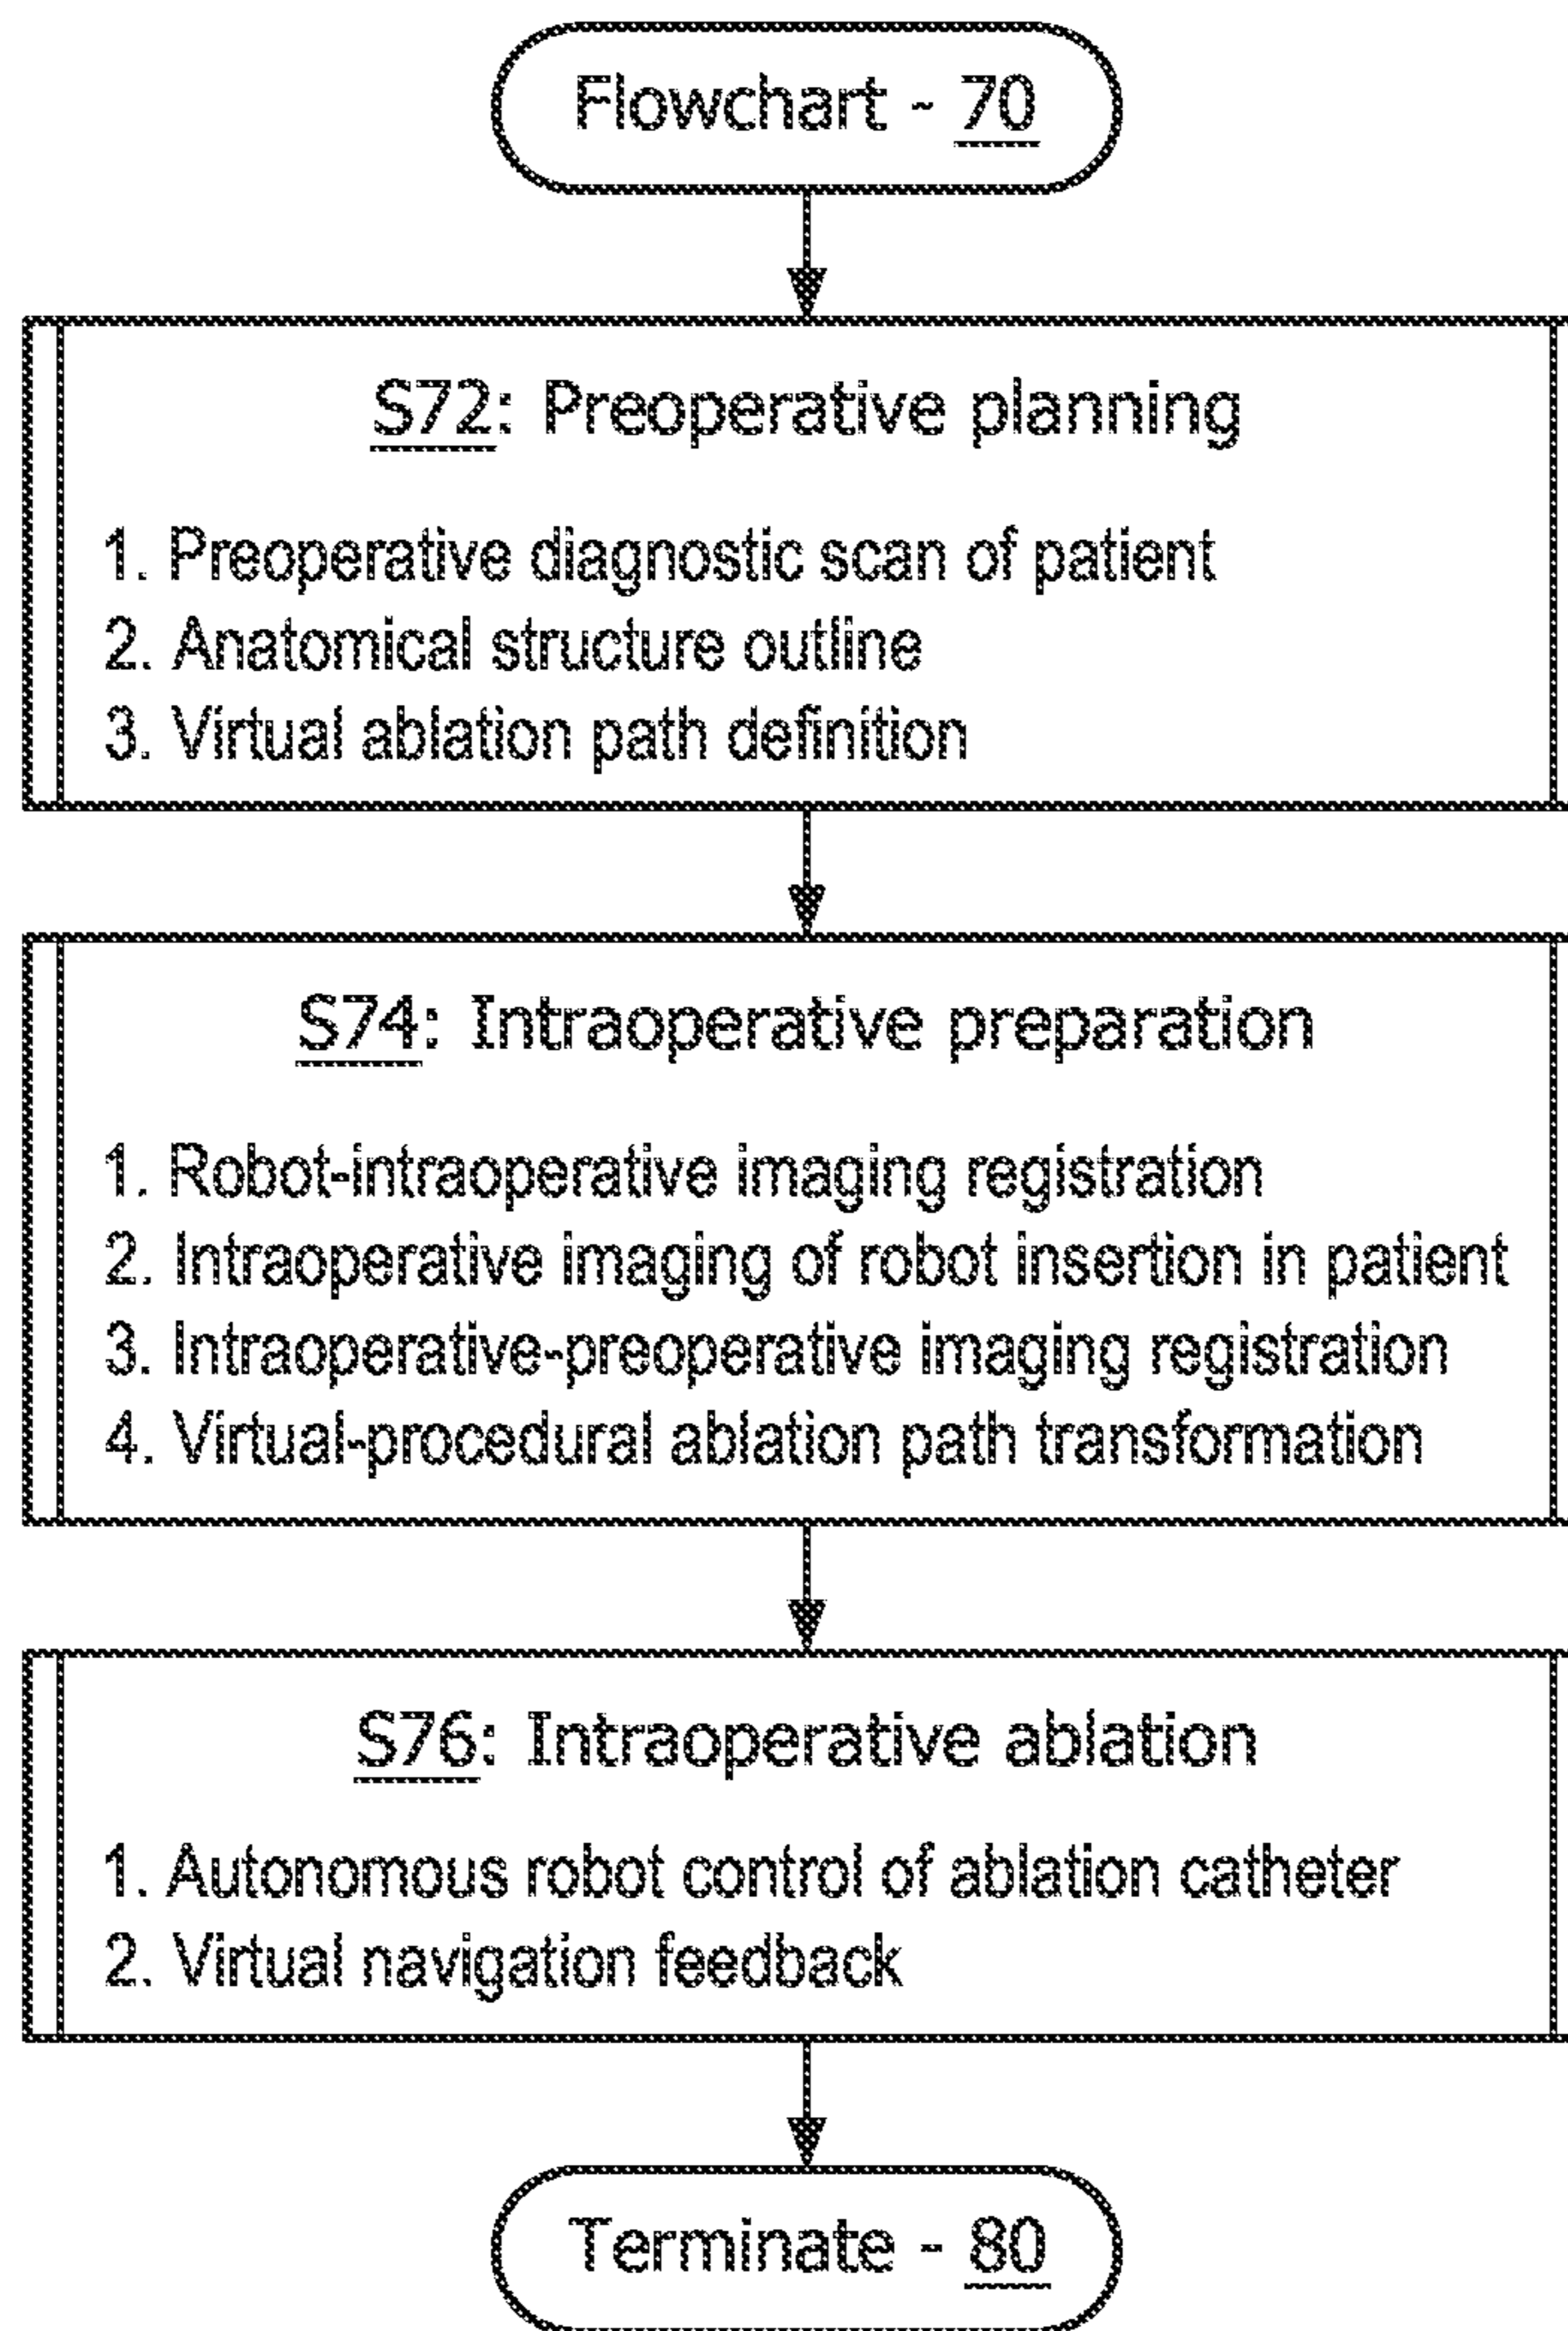 Flowchart - 70
S72: Preoperative planning
1. Preoperative diagnostic scan of patient
2. Anatomical structure outline
3. Virtual ablation path definition
S74: Intraoperative preparation
1. Robot-intraoperative imaging registration
2. Intraoperative imaging of robot insertion in patient
3. Intraoperative-preoperative imaging registration
4. Virtual-procedural ablation path transformation
S76: Intraoperative ablation
1. Autonomous robot control of ablation catheter
2. Virtual navigation feedback
Terminate - 80